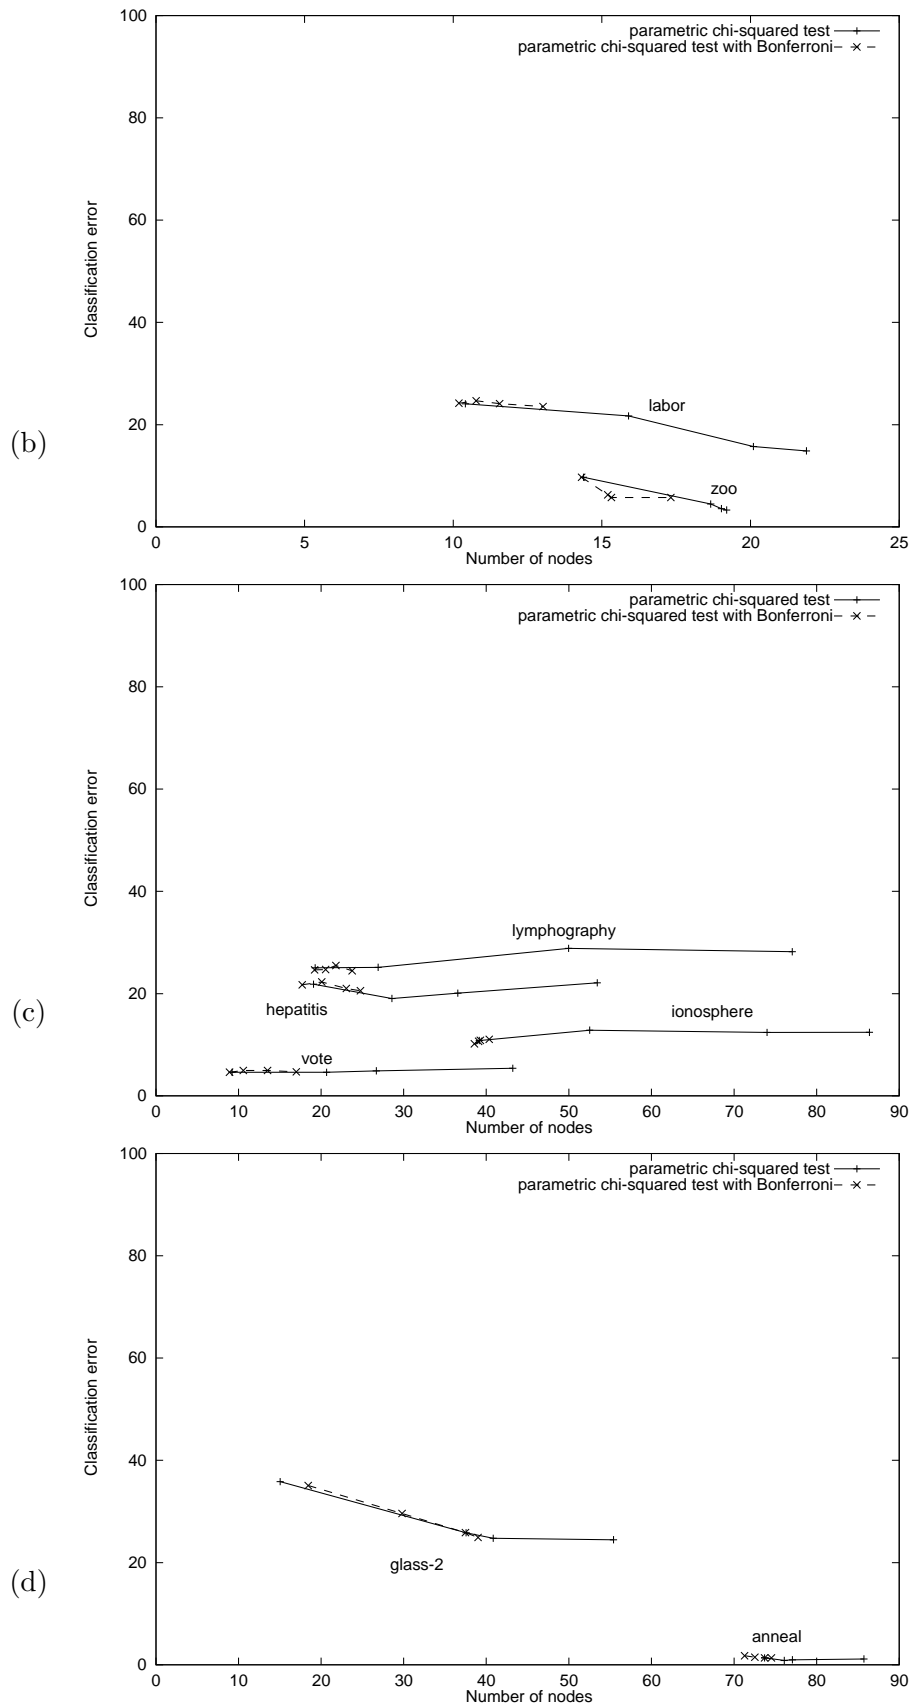 100
parametric chi-squared test
parametric chi-squared test with Bonferroni
80
60
Classification error
40
labor
(b)
20
zoo
0
0 5 10 15 20 25
Number of nodes
100
parametric chi-squared test
parametric chi-squared test with Bonferroni
80
60
Classification error
40
lymphography
20
hepatitis
ionosphere
(c)
vote
0
0 10 20 30 40 50 60 70 80 90
Number of nodes
100
parametric chi-squared test
parametric chi-squared test with Bonferroni
80
60
Classification error
40
20
glass-2
(d)
anneal
0
0 10 20 30 40 50 60 70 80 90
Number of nodes